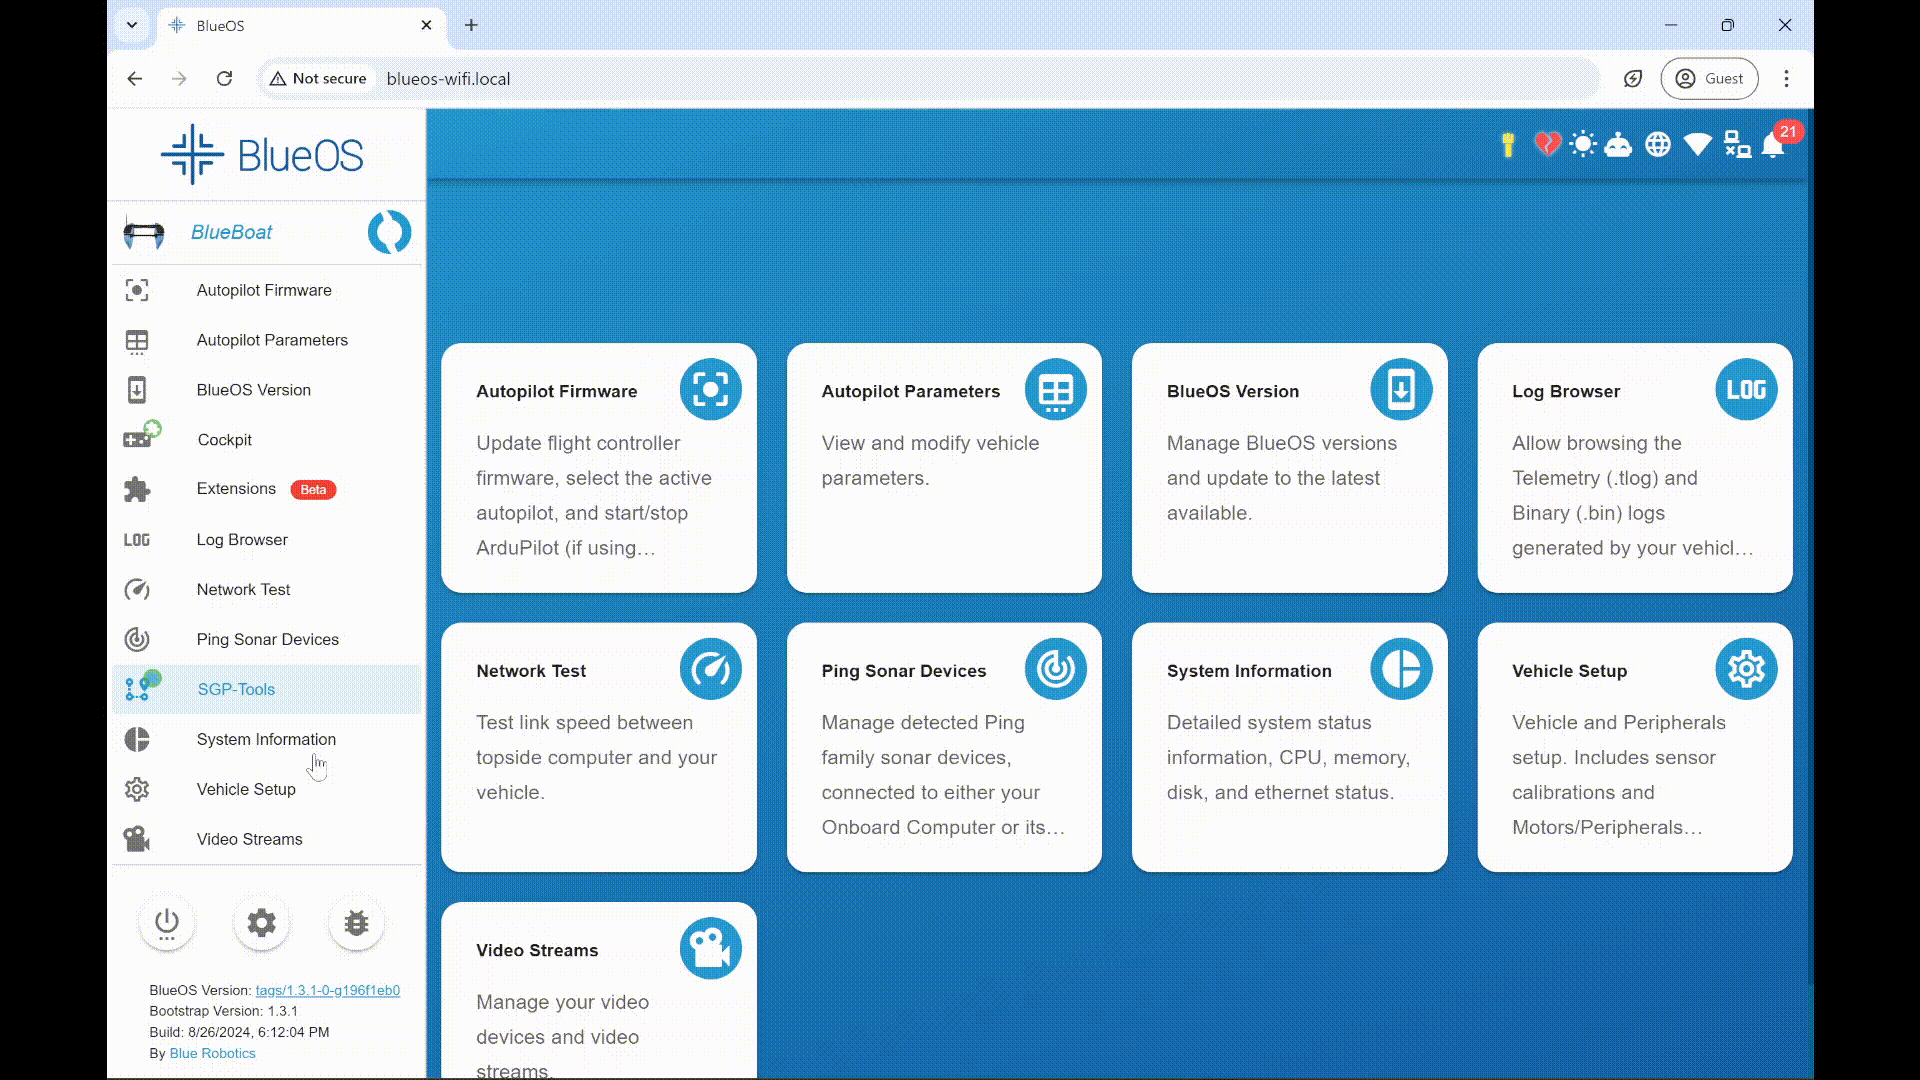 BlueOS
Not secure
blueos-wifi.local
Guest
BlueOS
21
BlueBoat
Autopilot Firmware
Autopilot Parameters
BlueOS Version
Cockpit
Extensions Beta
LOG Log Browser
Network Test
Ping Sonar Devices
SGP-Tools
System Information
Vehicle Setup
Video Streams
BlueOS Version: tags/1.3.1-0-g196f1eb0
Bootstrap Version: 1.3.1
Build: 8/26/2024, 6:12:04 PM
By Blue Robotics
Autopilot Firmware
Update flight controller
firmware, select the active
autopilot, and start/stop
ArduPilot (if using...
Autopilot Parameters
View and modify vehicle
parameters.
BlueOS Version
Manage BlueOS versions
and update to the latest
available.
Log Browser
LOG
Allow browsing the
Telemetry (.tlog) and
Binary (.bin) logs
generated by your vehicl...
Network Test
Test link speed between
topside computer and your
vehicle.
Ping Sonar Devices
Manage detected Ping
family sonar devices,
connected to either your
Onboard Computer or its...
System Information
Detailed system status
information, CPU, memory,
disk, and ethernet status.
Vehicle Setup
Vehicle and Peripherals
setup. Includes sensor
calibrations and
Motors/Peripherals...
Video Streams
Manage your video
devices and video
streams.